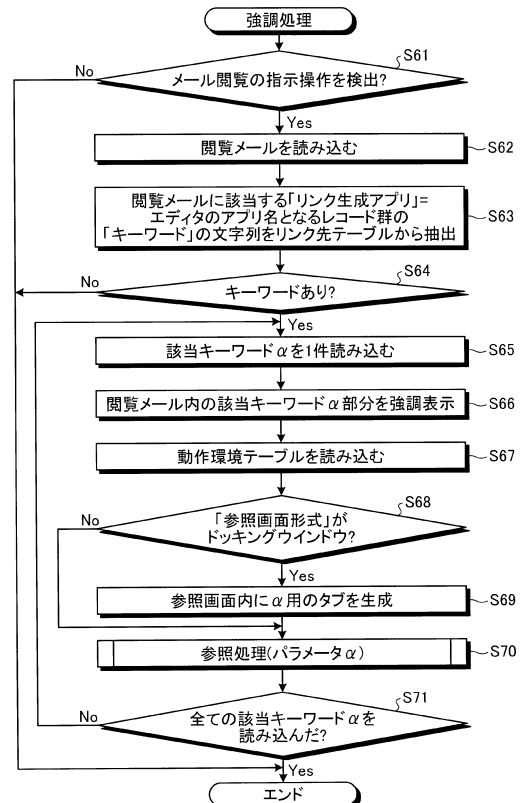 強調処理
S61
メール閲覧の指示操作を検出?
No
Yes
閲覧メールを読み込む
S62
閲覧メールに該当する「リンク生成アプリ」=
エディタのアプリ名となるレコード群の
「キーワード」の文字列をリンク先テーブルから抽出
S63
S64
No
キーワードあり?
Yes
該当キーワードαを1件読み込む
S65
閲覧メール内の該当キーワードα部分を強調表示
S66
動作環境テーブルを読み込む
S67
S68
No
「参照画面形式」が
ドッキングウインドウ?
Yes
参照画面内にα用のタブを生成
S69
参照処理(パラメータα)
S70
S71
No
全ての該当キーワードαを
読み込んだ?
Yes
エンド